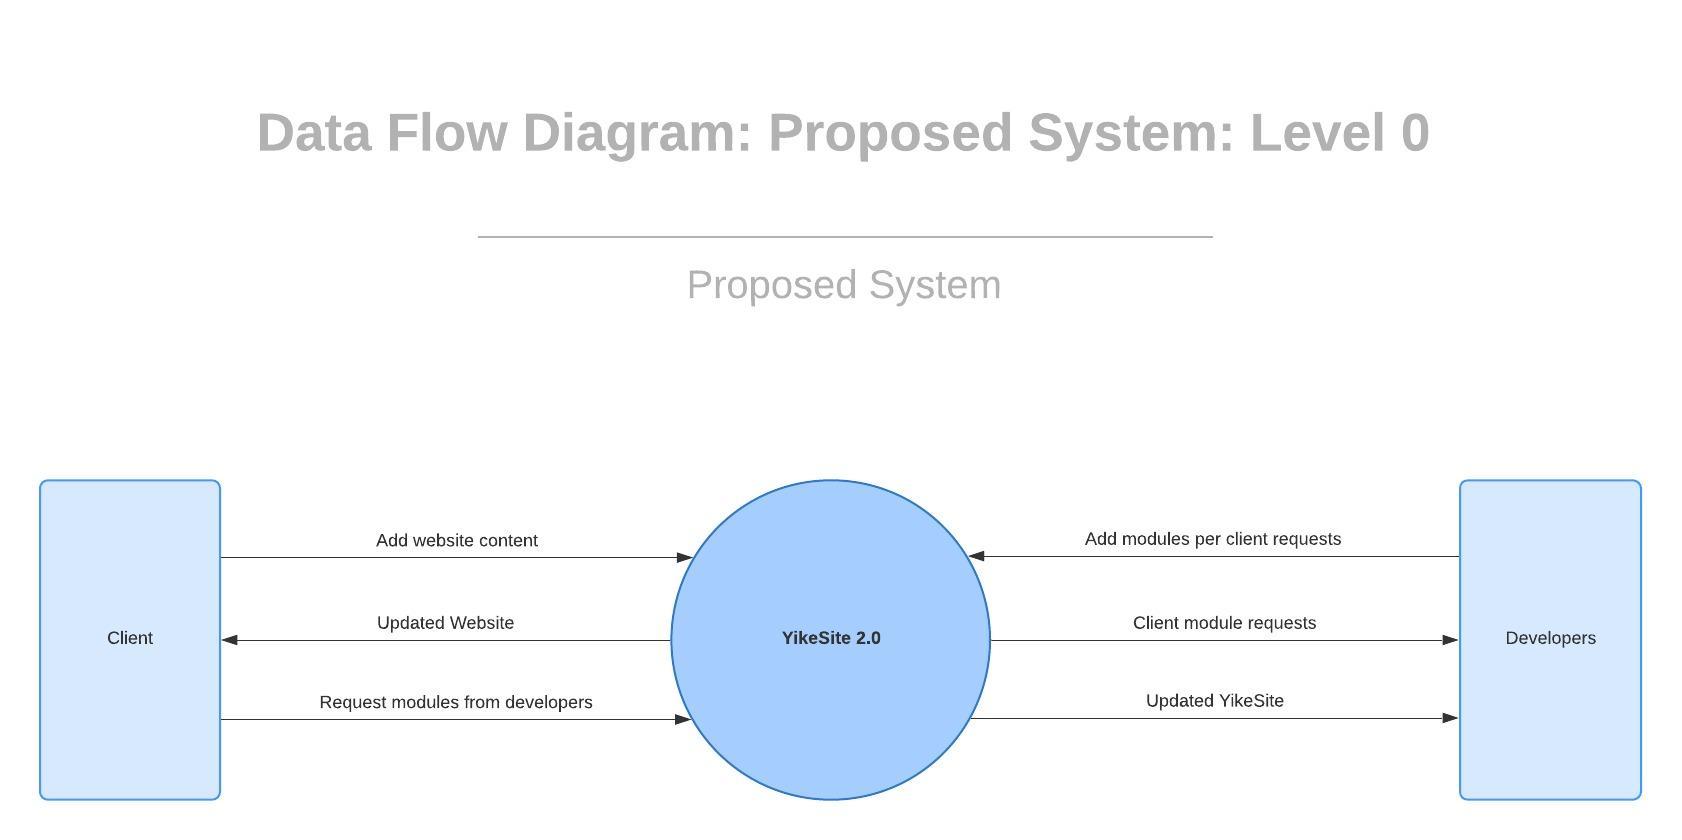 Data Flow Diagram: Proposed System: Level 0
Proposed System
Add website content
Add modules per client requests
Updated Website
Client module requests
Client
YikeSite 2.0
Developers
Request modules from developers
Updated YikeSite